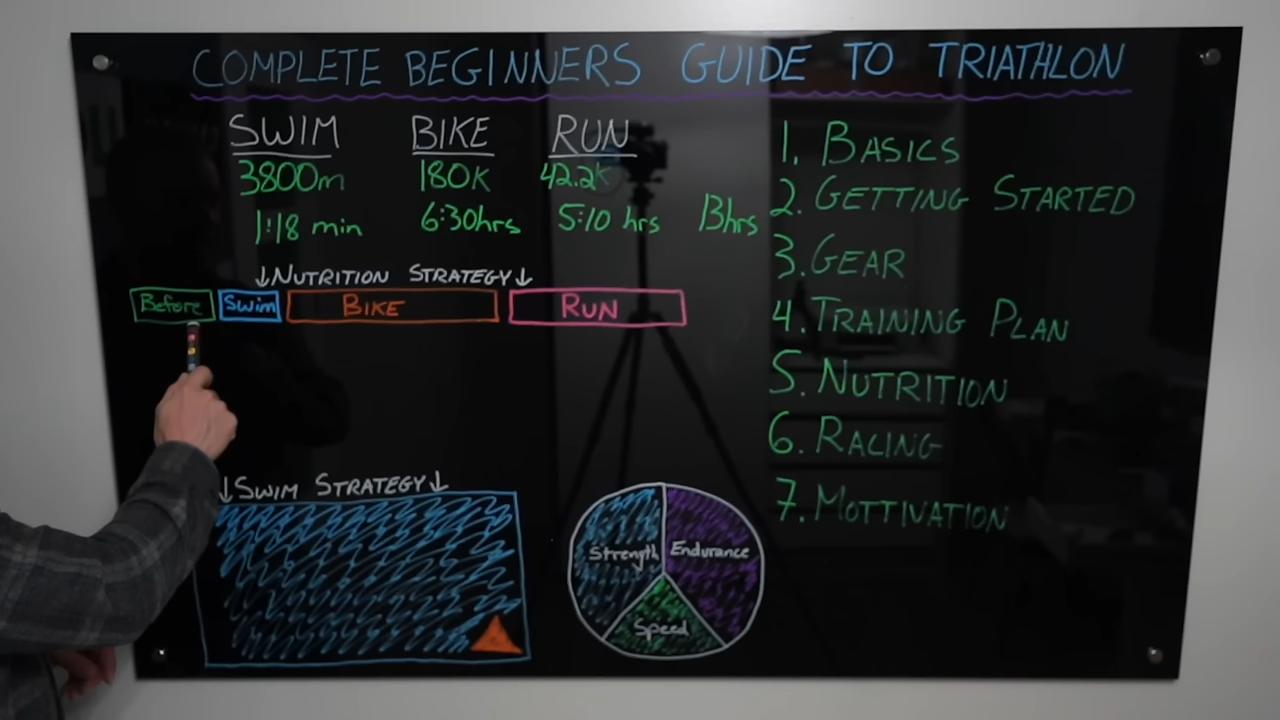 COMPLETE BEGINNERS GUIDE TO TRIATHLON
SWIM BIKE RUN
3800m 180K 42.2K
1:18 min 6:30hrs 5:10 hrs 13hrs
↓NUTRITION STRATEGY↓
Before Swim BIKE RUN
↓SWIM STRATEGY↓
Strength Endurance
Speed
1. BASICS
2. GETTING STARTED
3. GEAR
4. TRAINING PLAN
5. NUTRITION
6. RACING
7. MOTTIVATION